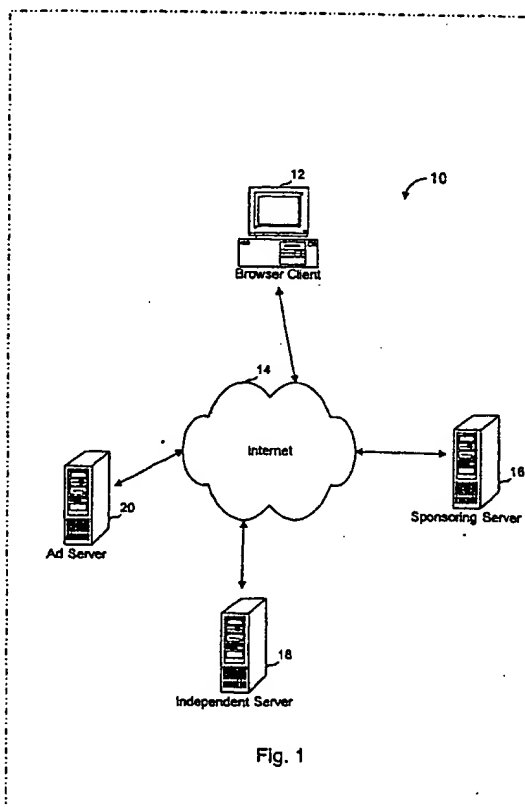 12
10
Browser Client
14
Internet
16
Sponsoring Server
20
Ad Server
18
Independent Server
Fig. 1